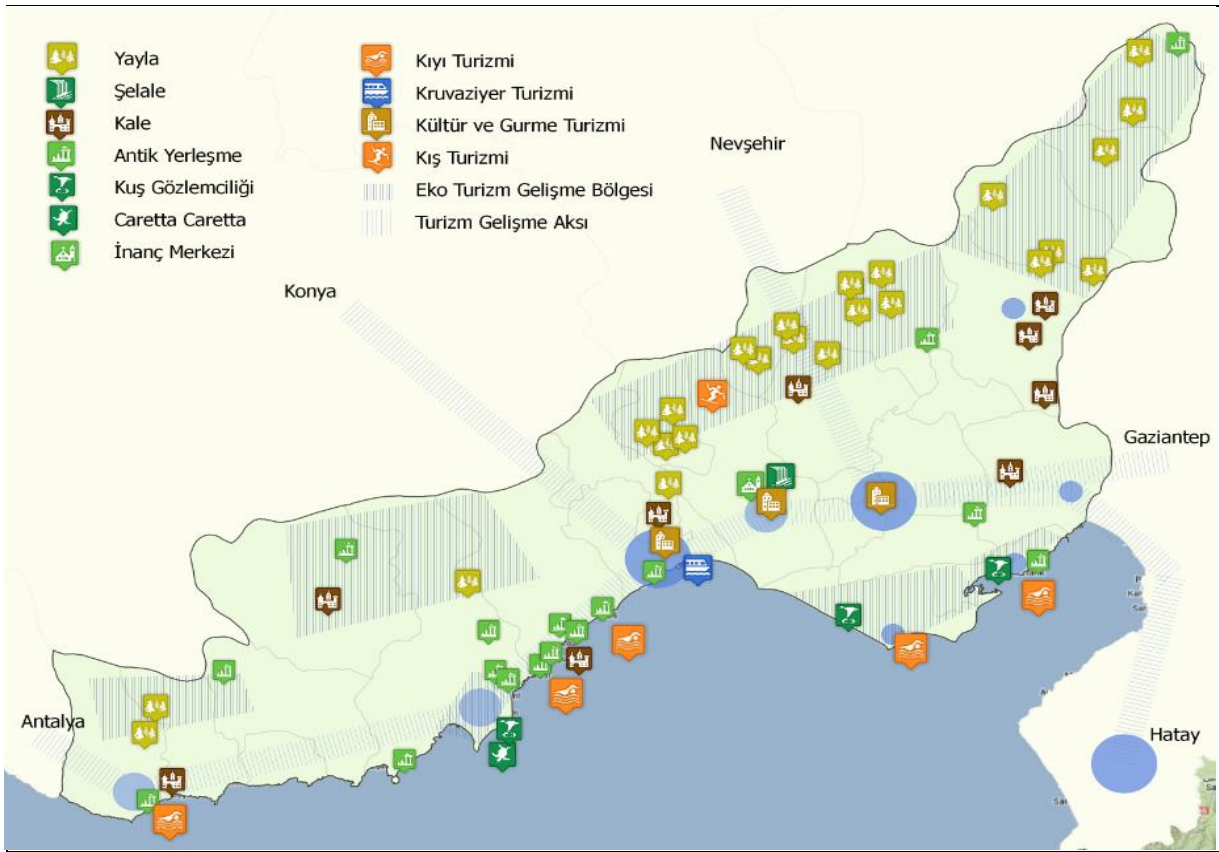 Yayla
Şelale
Kale
Antik Yerleşme
Kuş Gözlemciliği
Caretta Caretta
İnanç Merkezi
Kıyı Turizmi
Kruvaziyer Turizmi
Kültür ve Gurme Turizmi
Kış Turizmi
Eko Turizm Gelişme Bölgesi
Turizm Gelişme Aksı
Nevşehir
Konya
Gaziantep
Antalya
Hatay